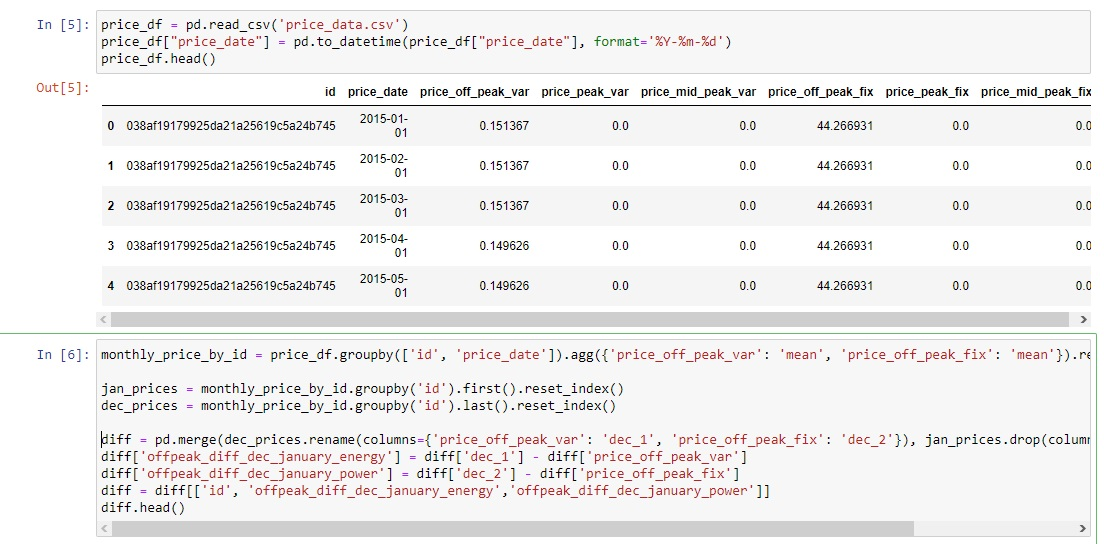 In [5]: price_df = pd.read_csv('price_data.csv')
price_df["price_date"] = pd.to_datetime(price_df["price_date"], format='%Y-%m-%d')
price_df.head()
Out[5]:
id price_date price_off_peak_var price_peak_var price_mid_peak_var price_off_peak_fix price_peak_fix price_mid_peak_fix
0 038af19179925da21a25619c5a24b745 2015-01-01 0.151367 0.0 0.0 44.266931 0.0 0.0
1 038af19179925da21a25619c5a24b745 2015-02-01 0.151367 0.0 0.0 44.266931 0.0 0.0
2 038af19179925da21a25619c5a24b745 2015-03-01 0.151367 0.0 0.0 44.266931 0.0 0.0
3 038af19179925da21a25619c5a24b745 2015-04-01 0.149626 0.0 0.0 44.266931 0.0 0.0
4 038af19179925da21a25619c5a24b745 2015-05-01 0.149626 0.0 0.0 44.266931 0.0 0.0
In [6]: monthly_price_by_id = price_df.groupby(['id', 'price_date']).agg({'price_off_peak_var': 'mean', 'price_off_peak_fix': 'mean'}).re
jan_prices = monthly_price_by_id.groupby('id').first().reset_index()
dec_prices = monthly_price_by_id.groupby('id').last().reset_index()
diff = pd.merge(dec_prices.rename(columns={'price_off_peak_var': 'dec_1', 'price_off_peak_fix': 'dec_2'}), jan_prices.drop(column
diff['offpeak_diff_dec_january_energy'] = diff['dec_1'] - diff['price_off_peak_var']
diff['offpeak_diff_dec_january_power'] = diff['dec_2'] - diff['price_off_peak_fix']
diff = diff[['id', 'offpeak_diff_dec_january_energy','offpeak_diff_dec_january_power']]
diff.head()